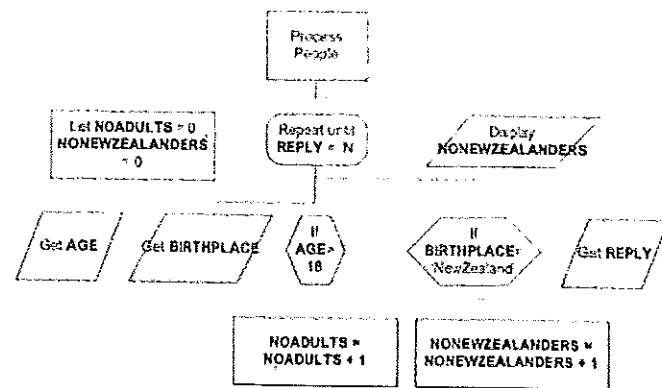 Process
People
Let NOADULTS = 0
NONEWZEALANDERS
= 0
Repeat until
REPLY = N
Display
NONEWZEALANDERS
Get AGE
Get BIRTHPLACE
If
AGE>
18
If
BIRTHPLACE=
NewZealand
Get REPLY
NOADULTS =
NOADULTS + 1
NONEWZEALANDERS =
NONEWZEALANDERS + 1